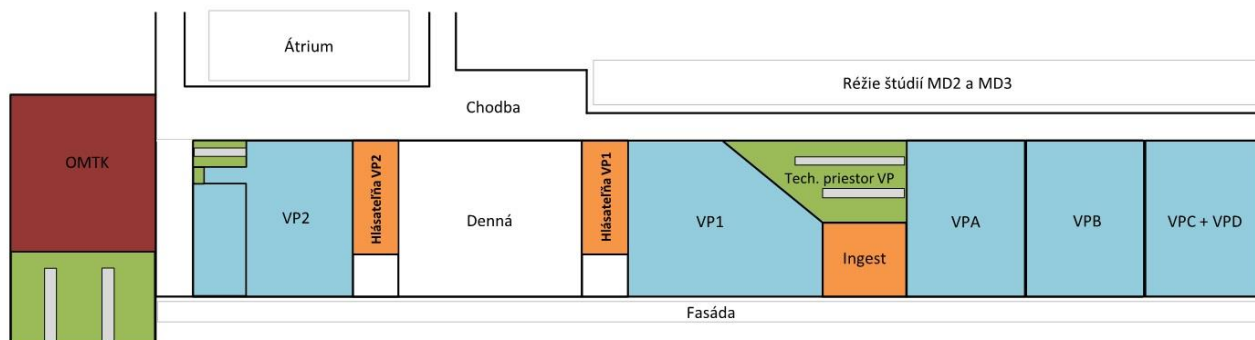 Átrium
Réžie štúdií MD2 a MD3
Chodba
OMTK
VP2
Hlásateľňa VP2
Denná
Hlásateľňa VP1
VP1
Tech. priestor VP
Ingest
VPA
VPB
VPC + VPD
Fasáda